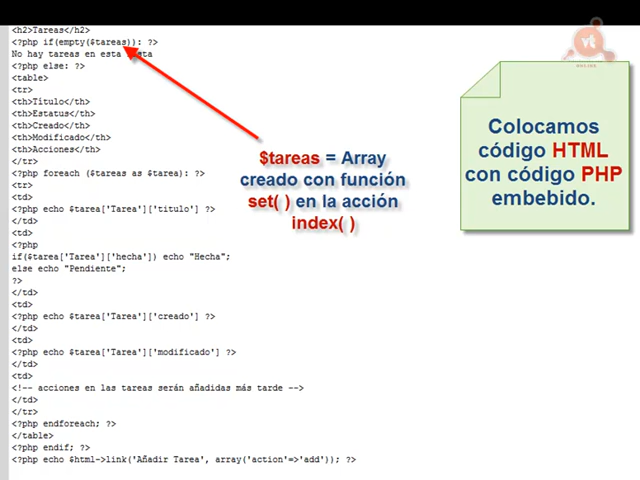 <h2>Tareas</h2>
<?php if(empty($tareas)): ?>
No hay tareas en esta
<?php else: ?>
<table>
<tr>
<th>Titulo</th>
<th>Estatus</th>
<th>Creado</th>
<th>Modificado</th>
<th>Acciones</th>
</tr>
<?php foreach ($tareas as $tarea): ?>
<tr>
<td>
<?php echo $tarea['Tarea']['titulo'] ?>
</td>
<td>
<?php
if($tarea['Tarea']['hecha']) echo "Hecha";
else echo "Pendiente";
?>
</td>
<td>
<?php echo $tarea['Tarea']['creado'] ?>
</td>
<td>
<?php echo $tarea['Tarea']['modificado'] ?>
</td>
<td>
<!-- acciones en las tareas serán añadidas más tarde -->
</td>
</tr>
<?php endforeach; ?>
</table>
<?php endif; ?>
<?php echo $html->link('Añadir Tarea', array('action'=>'add')); ?>
$tareas = Array
creado con función
set( ) en la acción
index( )
Colocamos
código HTML
con código PHP
embebido.
vt